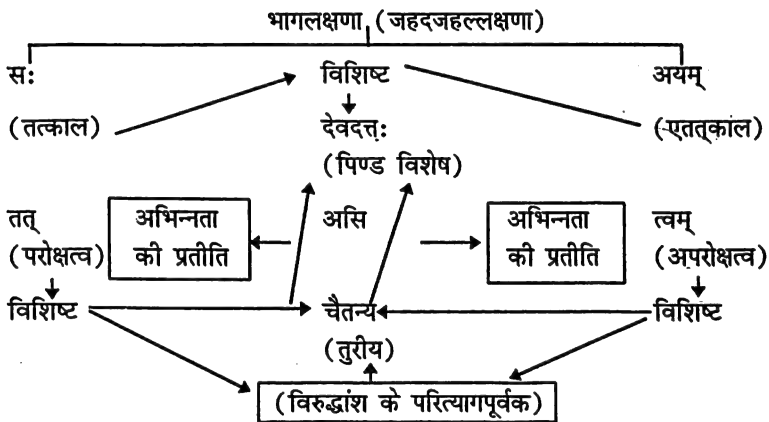 भागलक्षणा (जहदजहल्लक्षणा)
सः विशिष्ट अयम्
(तत्काल) देवदत्तः (एतत्काल)
(पिण्ड विशेष)
तत् अभिन्नता असि अभिन्नता त्वम्
(परोक्षत्व) की प्रतीति की प्रतीति (अपरोक्षत्व)
विशिष्ट चैतन्य विशिष्ट
(तुरीय)
(विरुद्धांश के परित्यागपूर्वक)